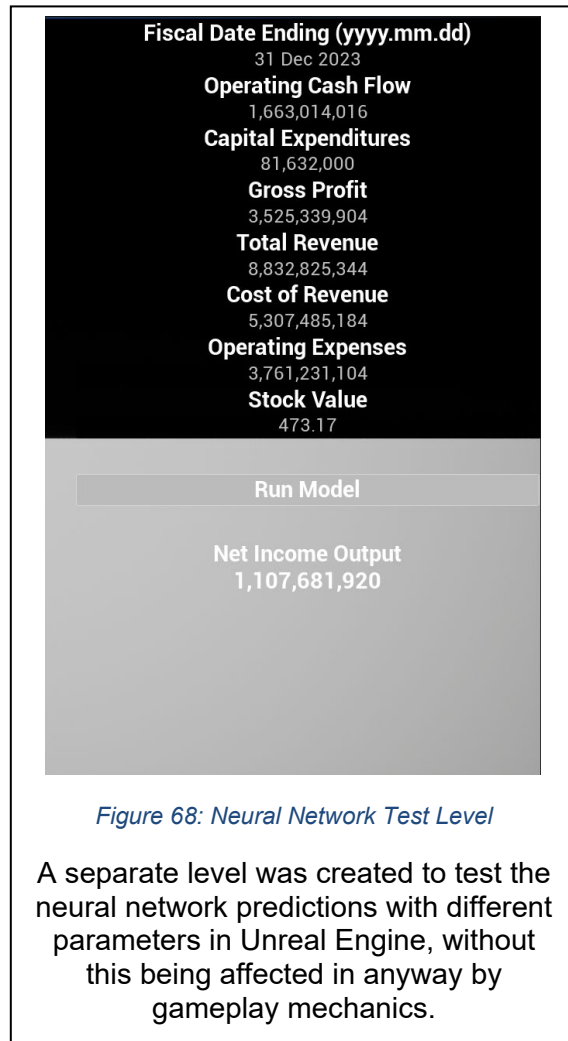 Fiscal Date Ending (yyyy.mm.dd)
31 Dec 2023
Operating Cash Flow
1,663,014,016
Capital Expenditures
81,632,000
Gross Profit
3,525,339,904
Total Revenue
8,832,825,344
Cost of Revenue
5,307,485,184
Operating Expenses
3,761,231,104
Stock Value
473.17
Run Model
Net Income Output
1,107,681,920
Figure 68: Neural Network Test Level
A separate level was created to test the
neural network predictions with different
parameters in Unreal Engine, without
this being affected in anyway by
gameplay mechanics.